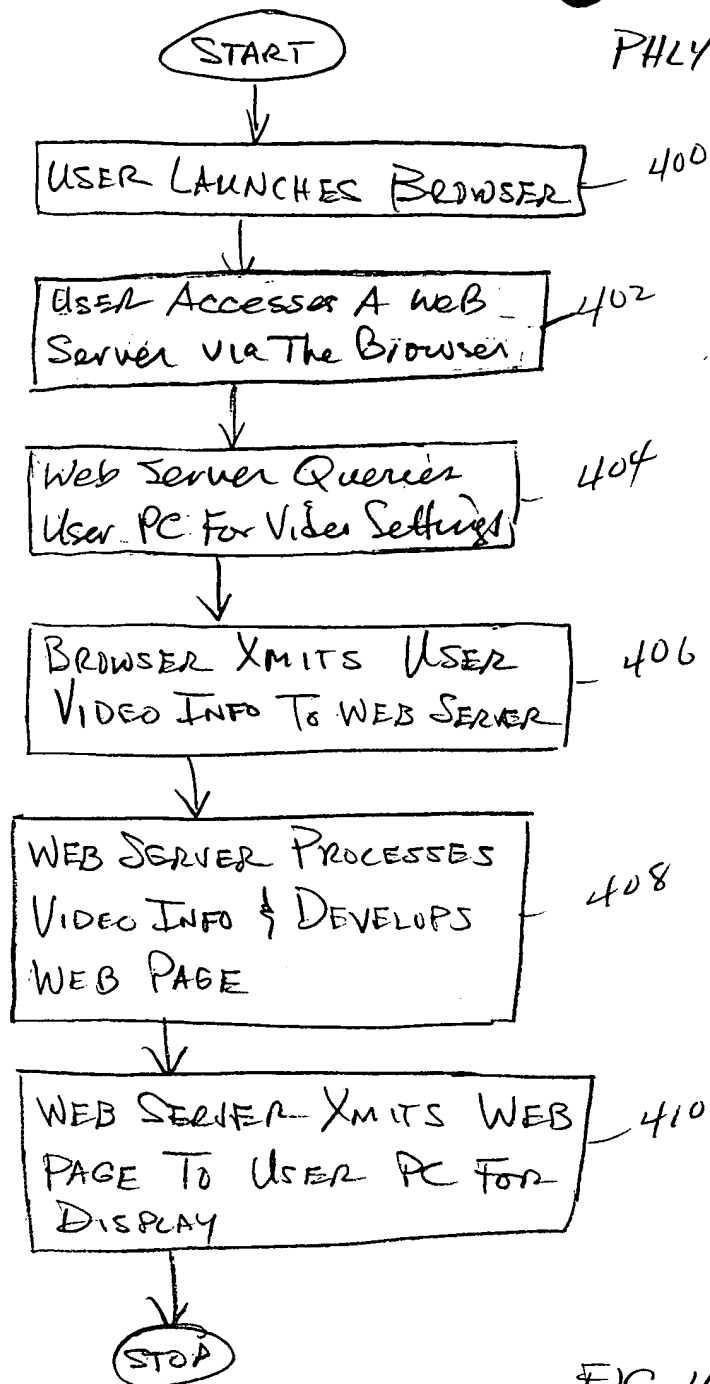 START
PHLY
USER LAUNCHES BROWSER
400
USER Accesses A WEB
Server via The Browser.
402
Web Server Queries
User PC For Video Settings
404
BROWSER XMITS USER
VIDEO INFO TO WEB SERVER
406
WEB SERVER PROCESSES
VIDEO INFO & DEVELOPS
WEB PAGE
408
WEB SERVER XMITS WEB
PAGE TO USER PC FOR
DISPLAY
410
STOP
FIG. 4